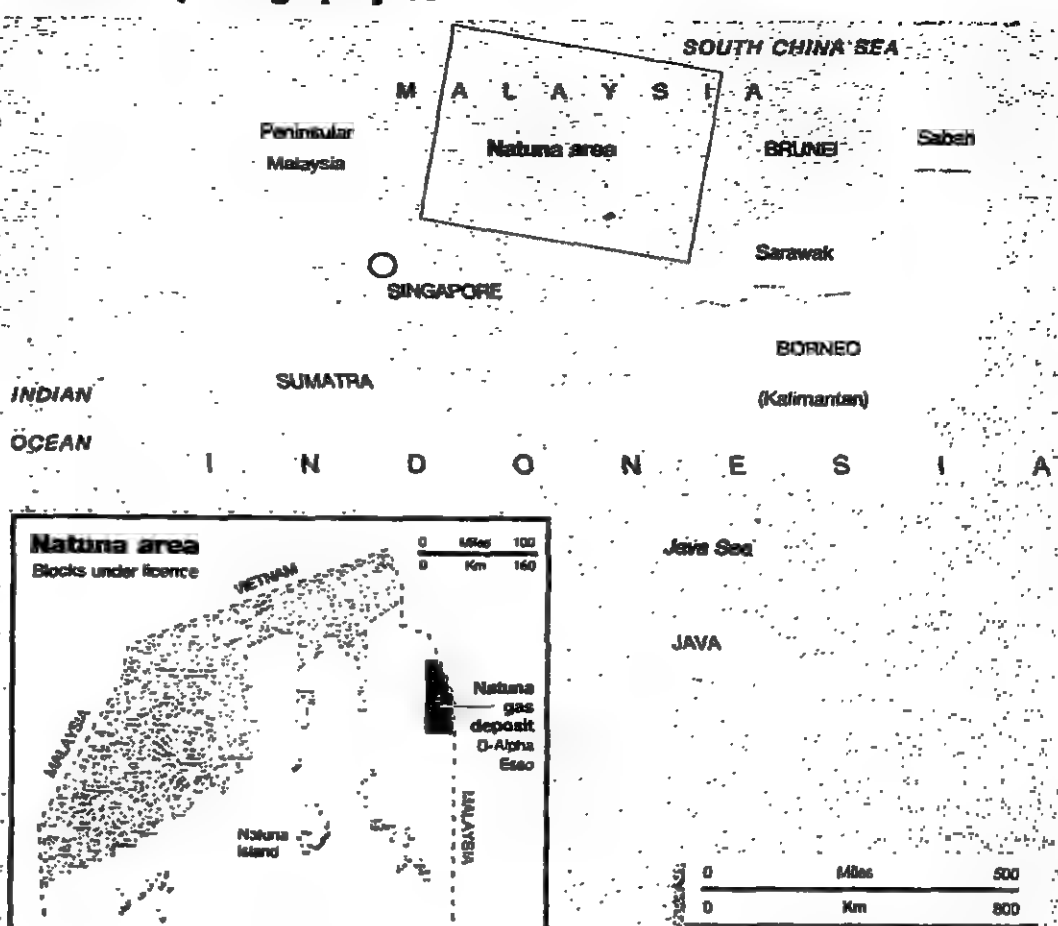 SOUTH CHINA SEA
M A L A Y S I A
Peninsular
Malaysia
Natuna area
BRUNEI
Sabah
Sarawak
SINGAPORE
BORNEO
(Kalimantan)
SUMATRA
INDIAN
OCEAN
I N D O N E S I A
Java Sea
JAVA
Natuna area
Blocks under licence
0 Miles 100
0 Km 160
VIETNAM
MALAYSIA
Natuna
gas
deposit
D-Alpha
Esso
MALAYSIA
Natuna
Island
0 Miles 500
0 Km 800